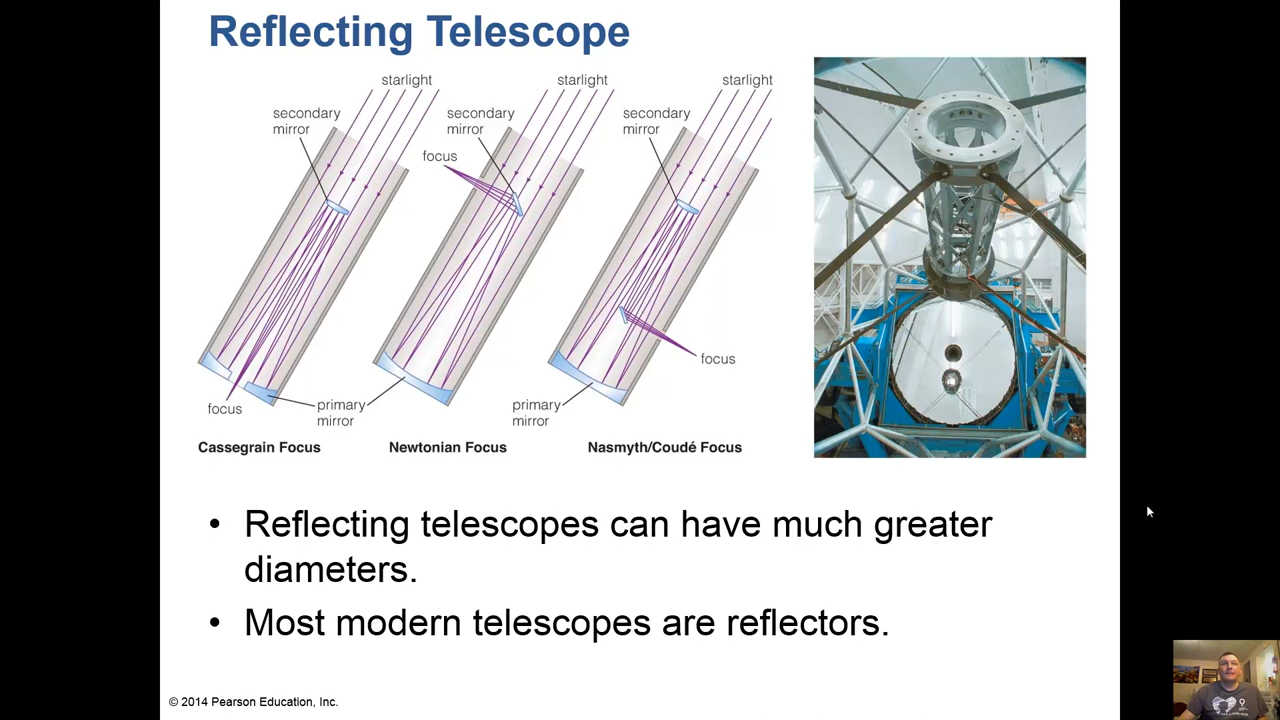 Reflecting Telescope
starlight
secondary
mirror
focus
primary
mirror
Cassegrain Focus
starlight
secondary
mirror
focus
Newtonian Focus
starlight
secondary
mirror
focus
primary
mirror
Nasmyth/Coudé Focus
• Reflecting telescopes can have much greater
diameters.
• Most modern telescopes are reflectors.
© 2014 Pearson Education, Inc.